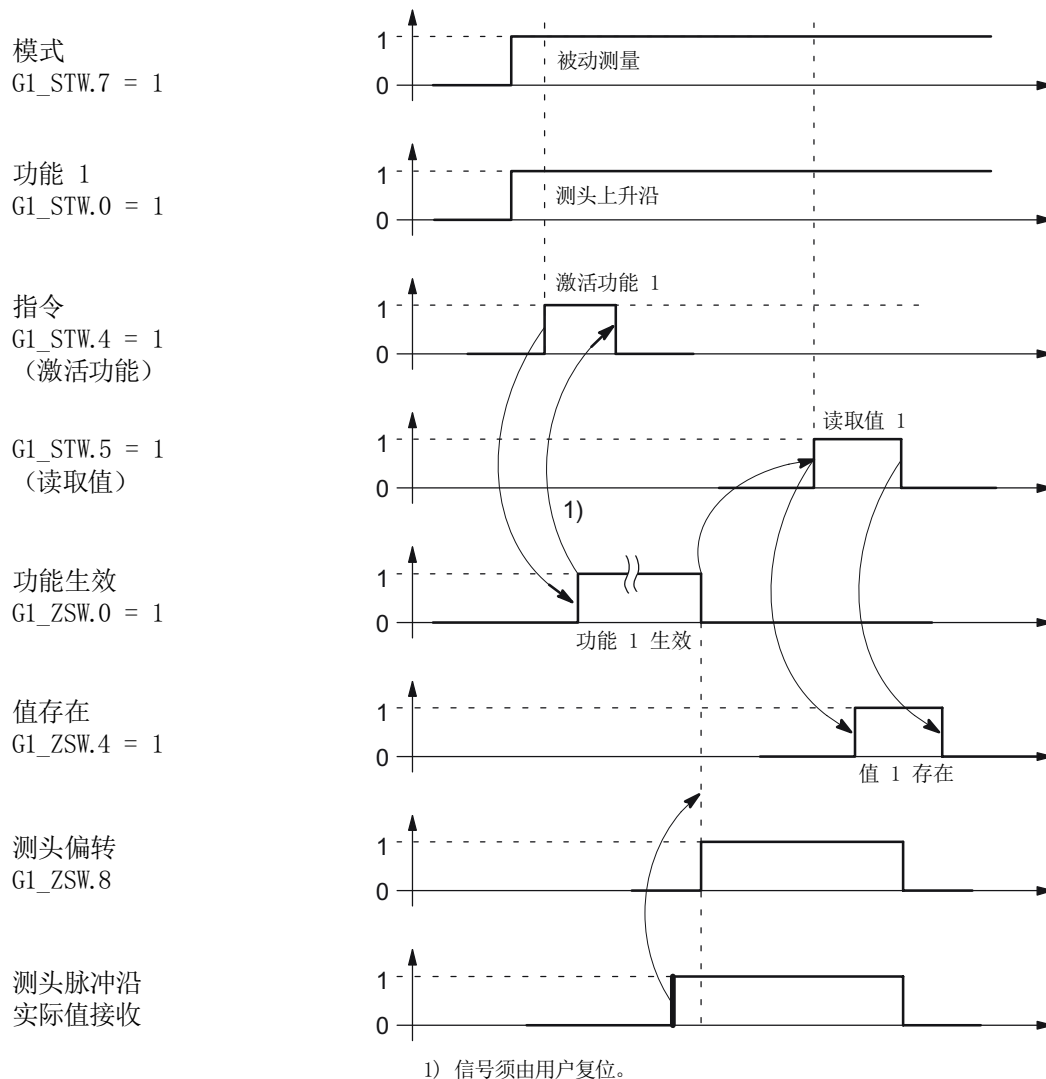 模式
G1_STW.7 = 1
1
0
被动测量
功能 1
G1_STW.0 = 1
1
0
测头上升沿
指令
G1_STW.4 = 1
（激活功能）
激活功能 1
1
0
G1_STW.5 = 1
（读取值）
读取值 1
1
0
1)
功能生效
G1_ZSW.0 = 1
1
0
功能 1 生效
值存在
G1_ZSW.4 = 1
1
0
值 1 存在
测头偏转
G1_ZSW.8
1
0
测头脉冲沿
实际值接收
1
0
1) 信号须由用户复位。